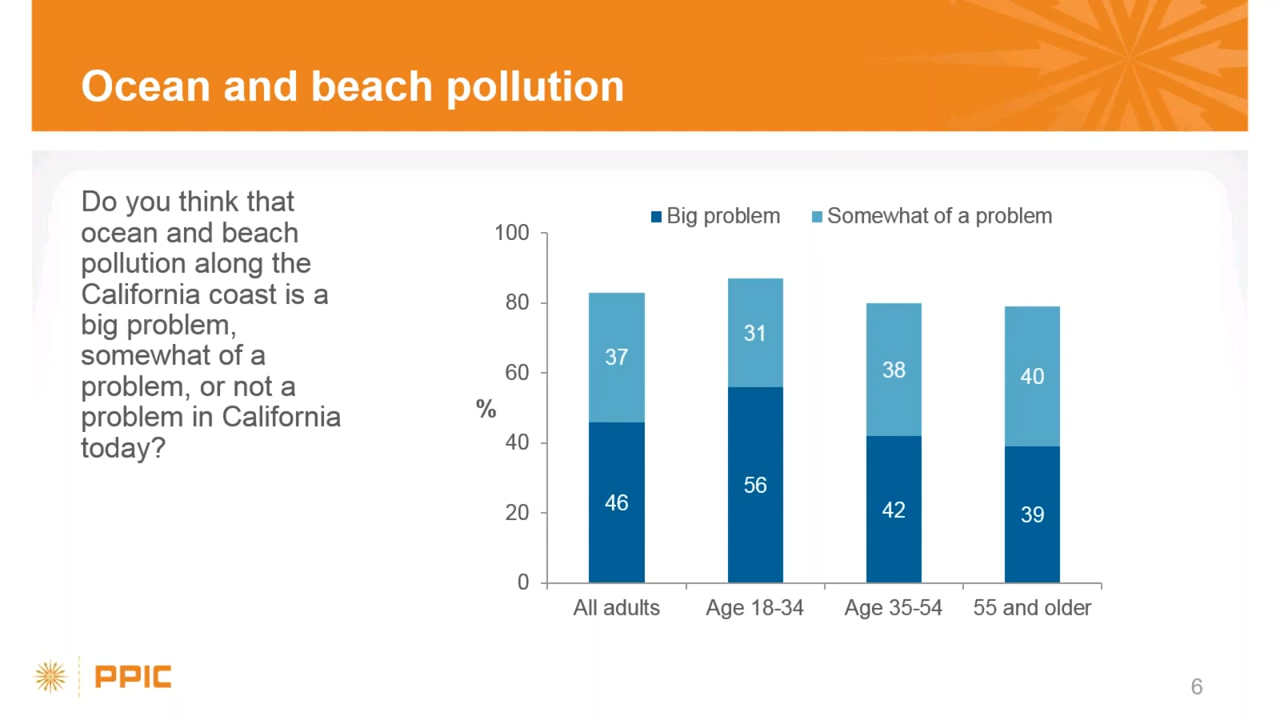 Ocean and beach pollution
Do you think that
ocean and beach
pollution along the
California coast is a
big problem,
somewhat of a
problem, or not a
problem in California
today?
Big problem
Somewhat of a problem
100
80
60
40
20
0
%
37
31
38
40
46
56
42
39
All adults
Age 18-34
Age 35-54
55 and older
PPIC
6